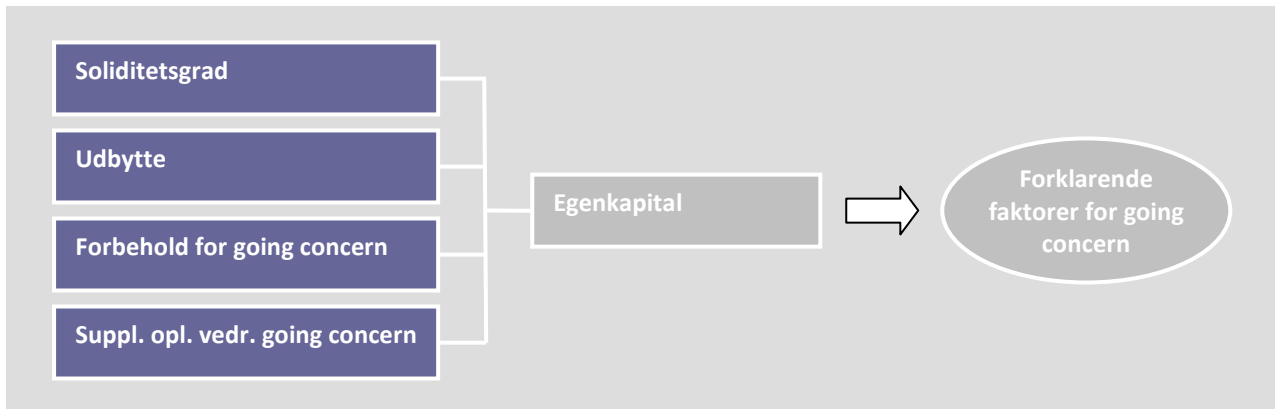 Soliditetsgrad
Udbytte
Forbehold for going concern
Suppl. opl. vedr. going concern
Egenkapital
Forklarende
faktorer for going
concern